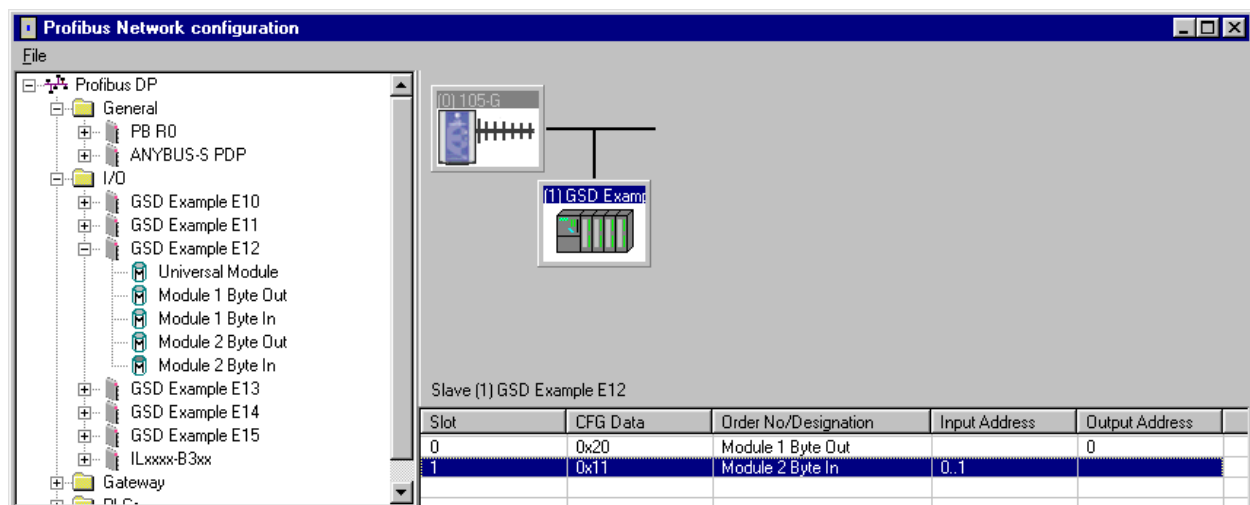 Profibus Network configuration
File
Profibus DP
General
PB R0
ANYBUS-S PDP
I/O
GSD Example E10
GSD Example E11
GSD Example E12
Universal Module
Module 1 Byte Out
Module 1 Byte In
Module 2 Byte Out
Module 2 Byte In
GSD Example E13
GSD Example E14
GSD Example E15
ILxxxx-B3xx
Gateway
(0) 105-G
(1) GSD Examp
Slave (1) GSD Example E12
Slot CFG Data Order No/Designation Input Address Output Address
0 0x20 Module 1 Byte Out 0
1 0x11 Module 2 Byte In 0..1